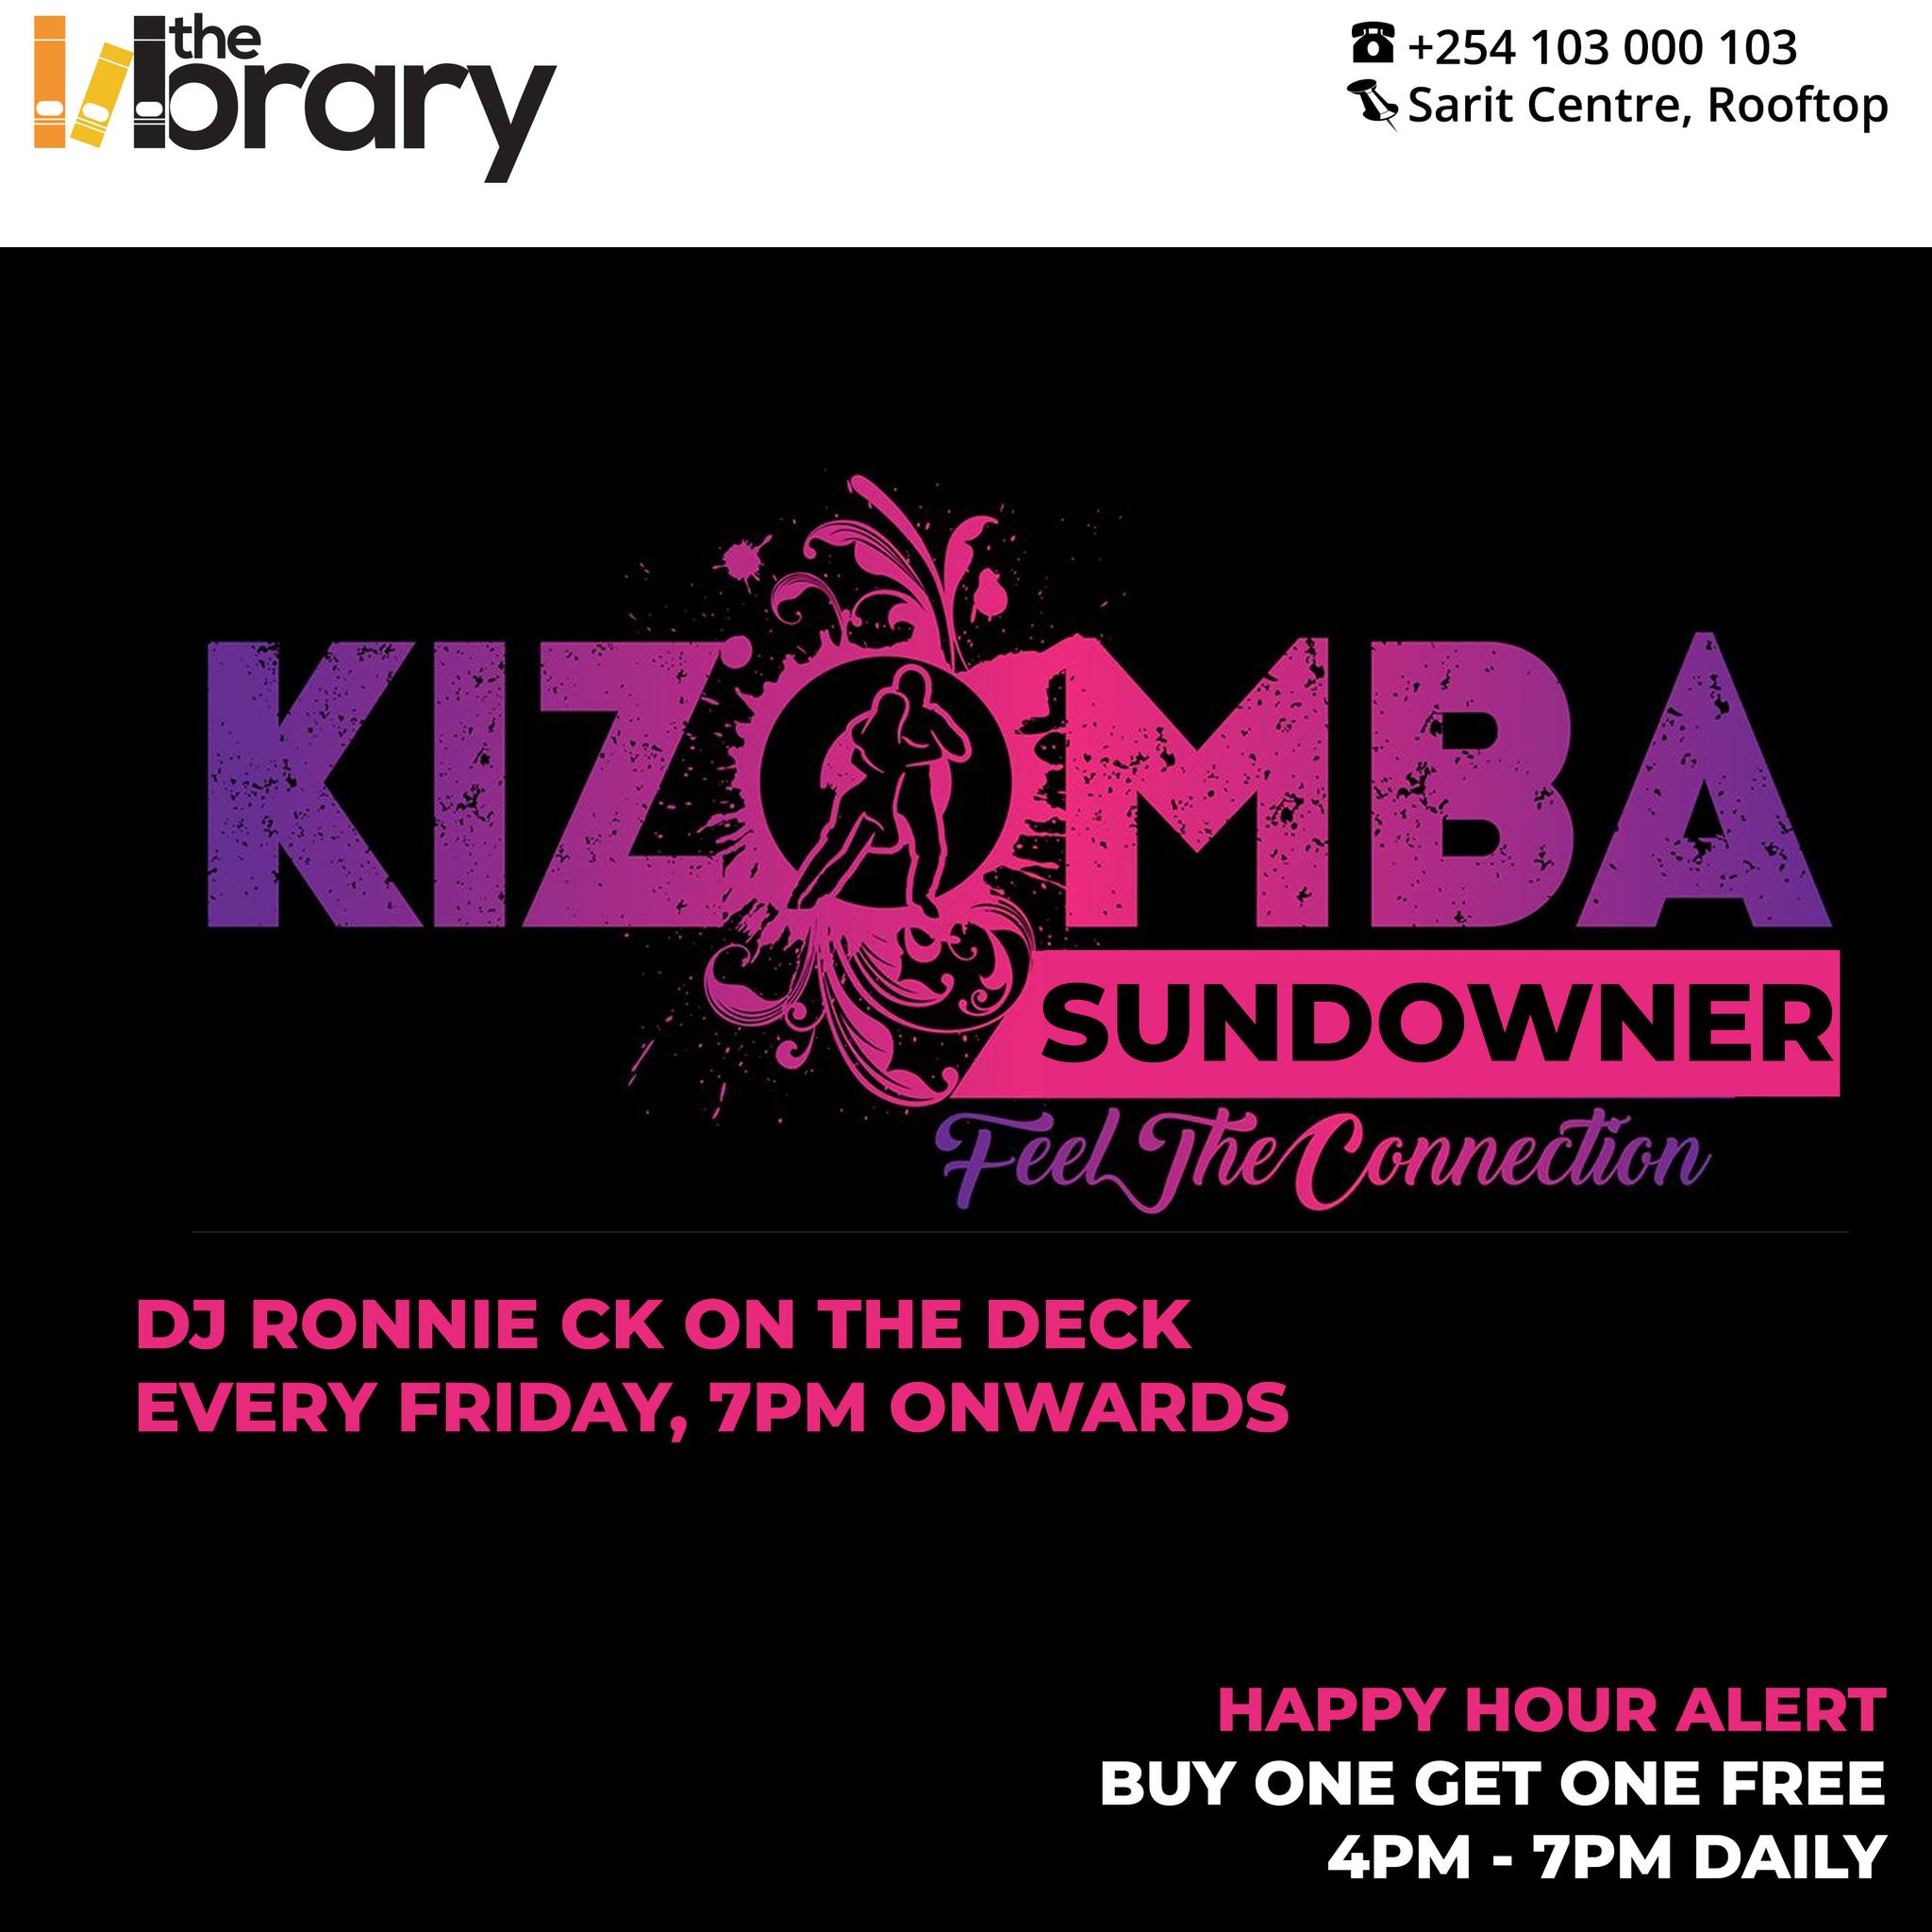 the
library
+254 103 000 103
Sarit Centre, Rooftop
KIZOMBA
SUNDOWNER
Feel The Connection
DJ RONNIE CK ON THE DECK
EVERY FRIDAY, 7PM ONWARDS
HAPPY HOUR ALERT
BUY ONE GET ONE FREE
4PM - 7PM DAILY